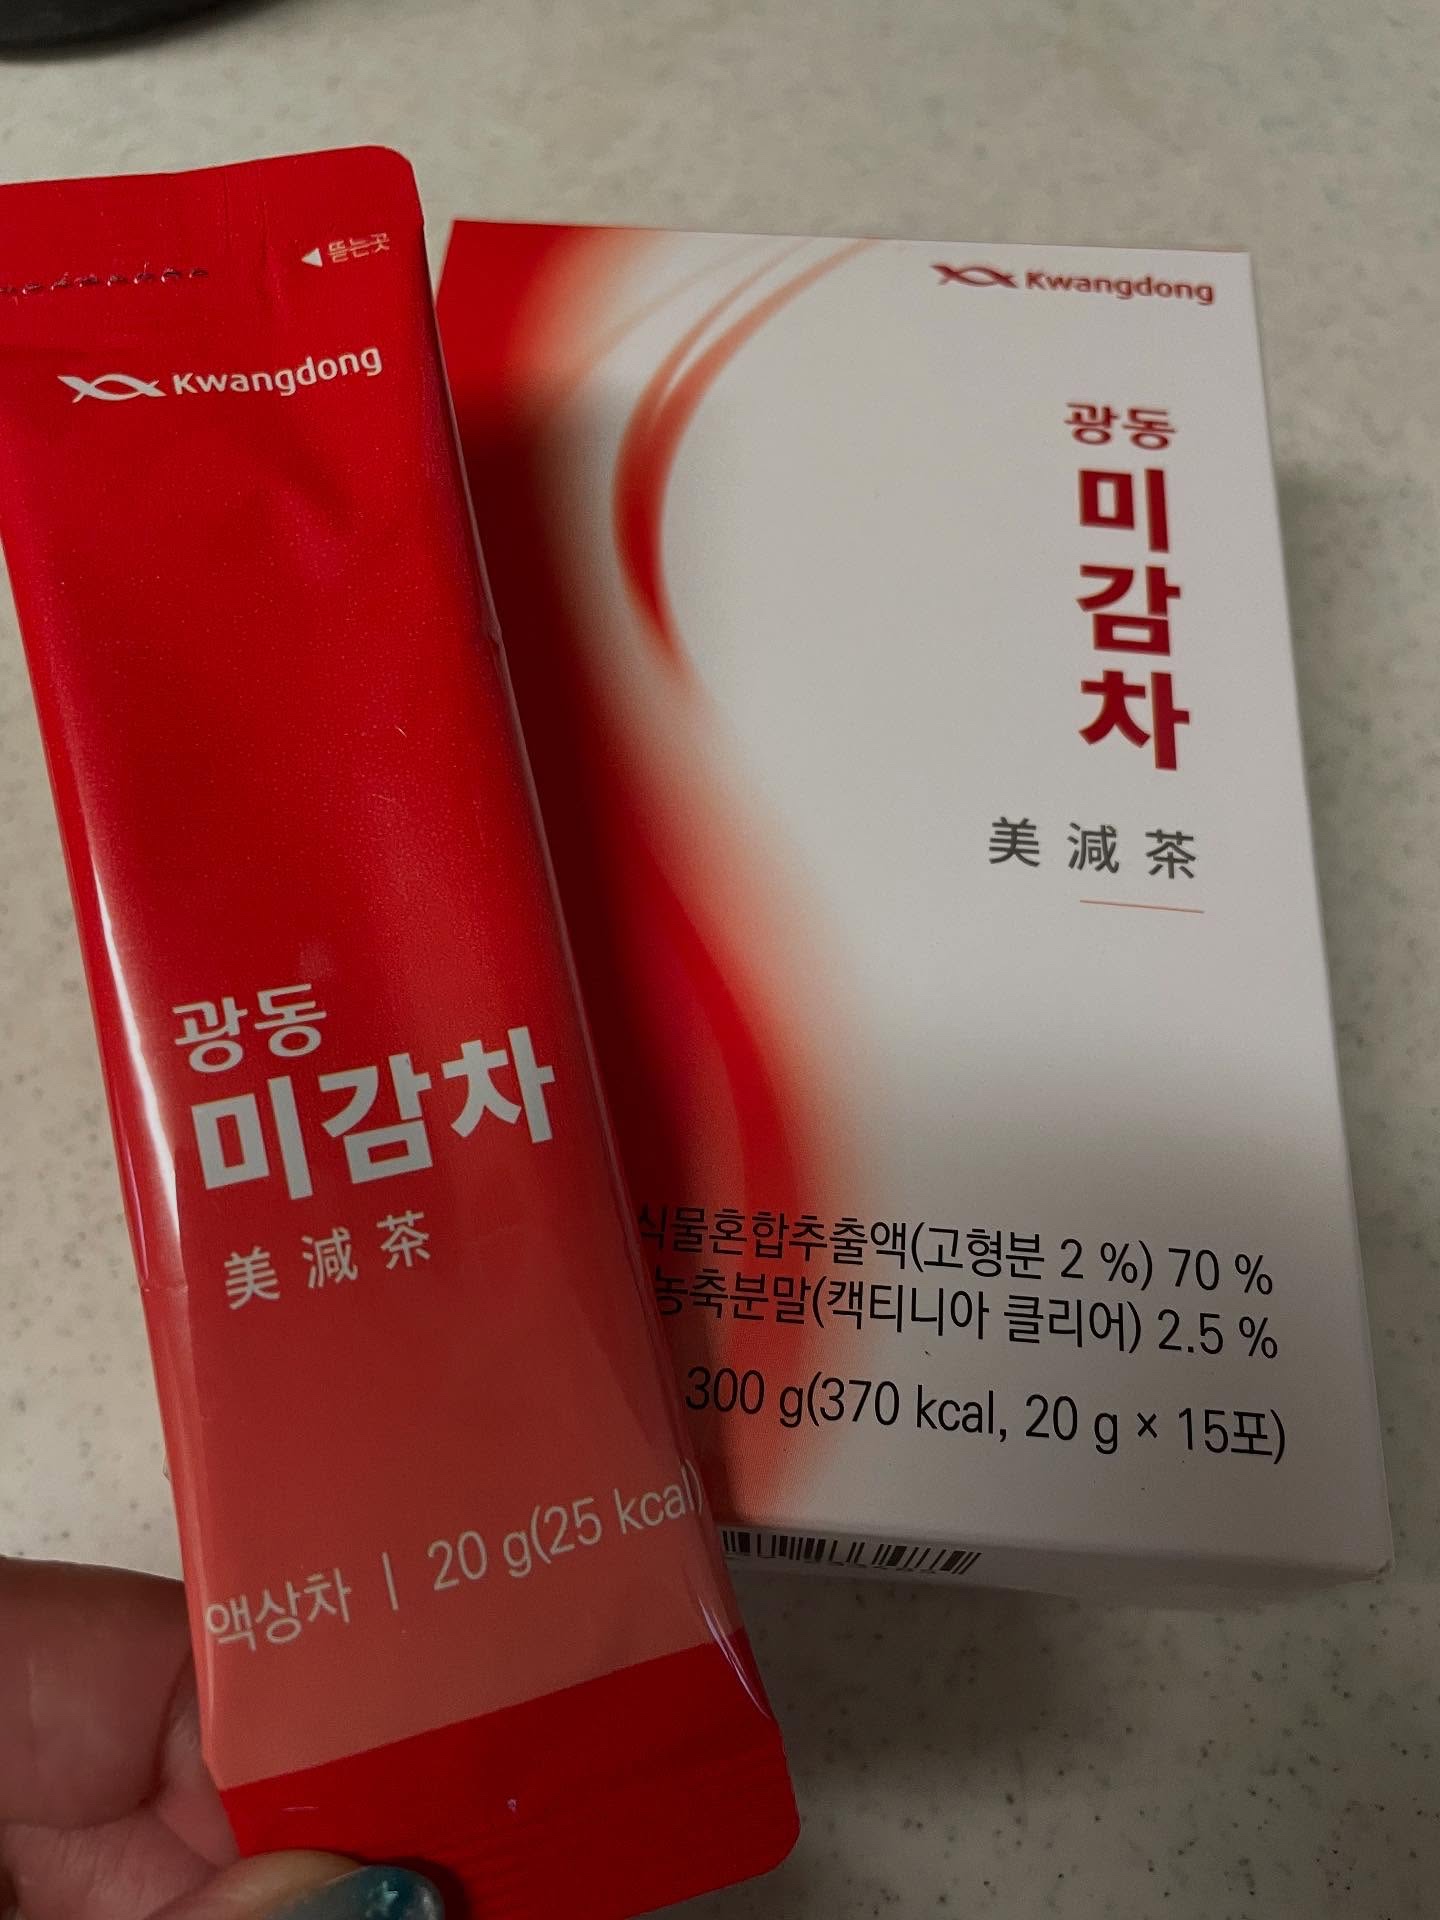 ◀뜯는곳
Kwangdong
광동
미감차
美減茶
액상차 | 20 g(25 kcal)
Kwangdong
광동
미
감
차
美減茶
식물혼합추출액(고형분 2 %) 70 %
농축분말(캑티니아 클리어) 2.5 %
300 g(370 kcal, 20 g × 15포)